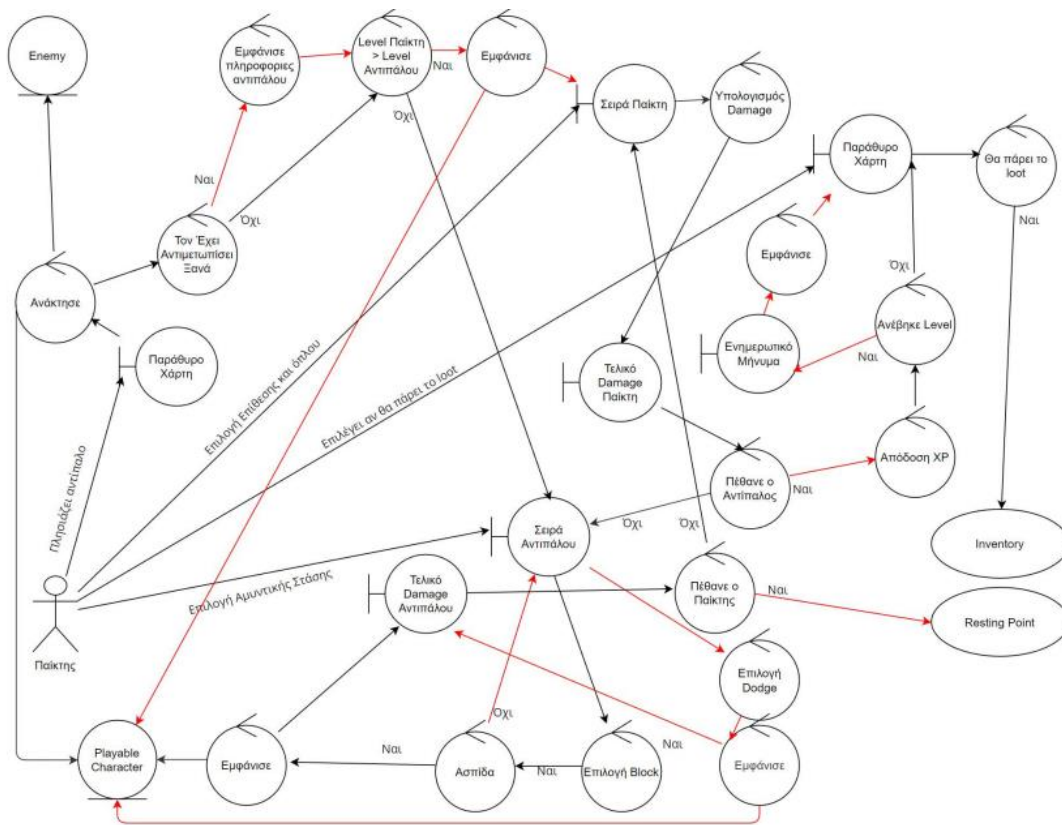 Enemy
Εμφάνισε
πληροφορίες
αντιπάλου
Level Παίκτη
> Level
Αντιπάλου
Ναι
Εμφάνισε
Σειρά Παίκτη
Υπολογισμός
Damage
Όχι
Παράθυρο
Χάρτη
Θα πάρει το
loot
Ναι
Ναι
Όχι
Τον Έχει
Αντιμετωπίσει
Ξανά
Εμφάνισε
Όχι
Ανάκτησε
Ανέβηκε Level
Παράθυρο
Χάρτη
Ενημερωτικό
Μήνυμα
Ναι
Τελικό
Damage
Παίκτη
Επιλογή Επίθεσης και όπλου
Επιλέγει αν θα πάρει το loot
Πλησιάζει αντίπαλο
Πέθανε ο
Αντίπαλος
Ναι
Απόδοση XP
Όχι
Όχι
Σειρά
Αντιπάλου
Inventory
Επιλογή Αμυντικής Στάσης
Τελικό
Damage
Αντιπάλου
Πέθανε ο
Παίκτης
Ναι
Resting Point
Παίκτης
Επιλογή
Dodge
Όχι
Ναι
Playable
Character
Εμφάνισε
Ναι
Ασπίδα
Ναι
Επιλογή Block
Εμφάνισε